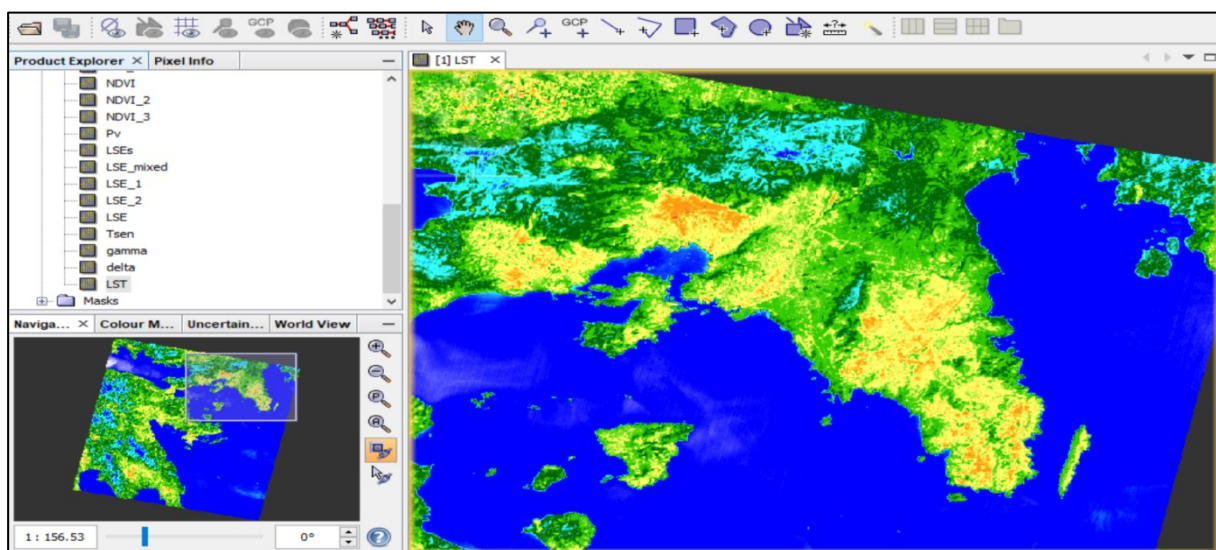 GCP
GCP
Product Explorer Pixel Info
[1] LST
NDVI
NDVI_2
NDVI_3
Pv
LSEs
LSE_mixed
LSE_1
LSE_2
LSE
Tsen
gamma
delta
LST
Masks
Naviga... Colour M... Uncertain... World View
1 : 156.53
0°